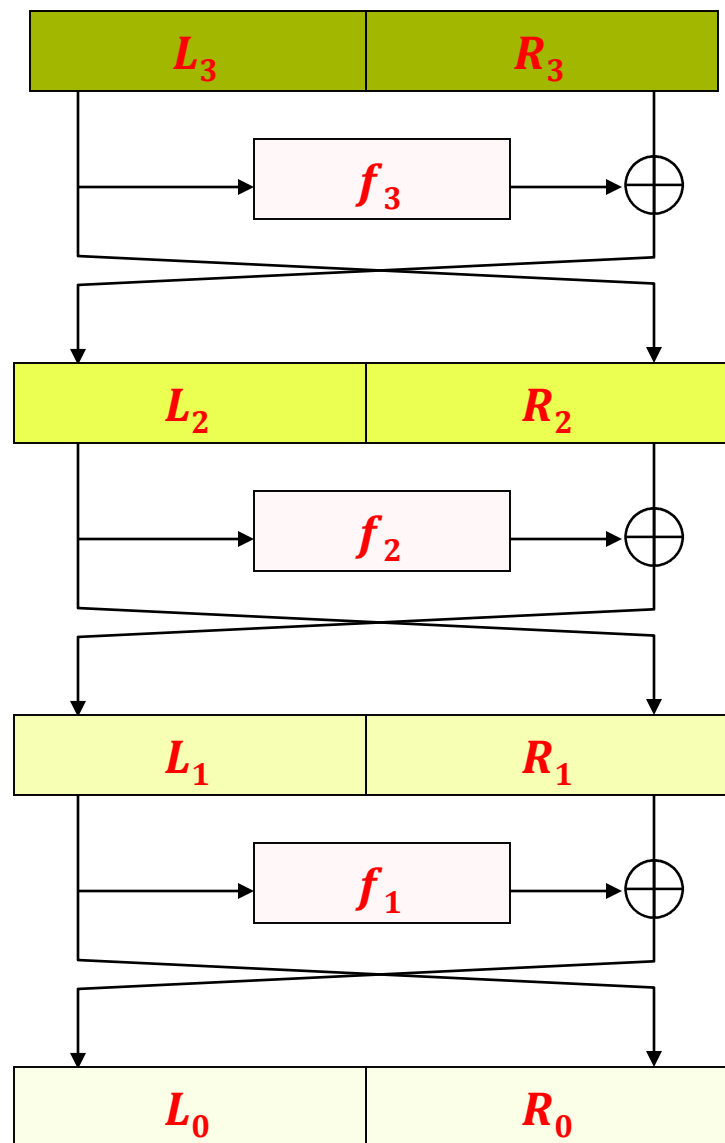 L₃ R₃
f₃
L₂ R₂
f₂
L₁ R₁
f₁
L₀ R₀